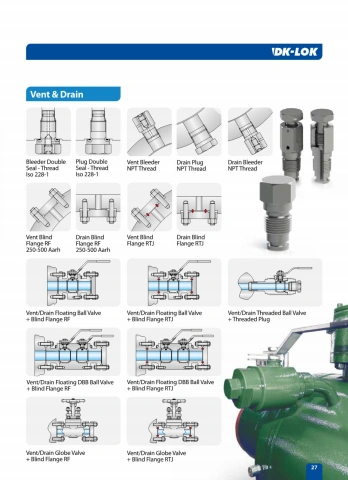 DK-LOK
Vent & Drain
Bleeder Double
Seal - Thread
Iso 228-1
Plug Double
Seal - Thread
Iso 228-1
Vent Bleeder
NPT Thread
Drain Plug
NPT Thread
Drain Bleeder
NPT Thread
Vent Blind
Flange RF
250-500 Aarh
Drain Blind
Flange RF
250-500 Aarh
Vent Blind
Flange RTJ
Drain Blind
Flange RTJ
Vent/Drain Floating Ball Valve
+ Blind Flange RF
Vent/Drain Floating Ball Valve
+ Blind Flange RTJ
Vent/Drain Threaded Ball Valve
+ Threaded Plug
Vent/Drain Floating DBB Ball Valve
+ Blind Flange RF
Vent/Drain Floating DBB Ball Valve
+ Blind Flange RTJ
Vent/Drain Globe Valve
+ Blind Flange RF
Vent/Drain Globe Valve
+ Blind Flange RTJ
27